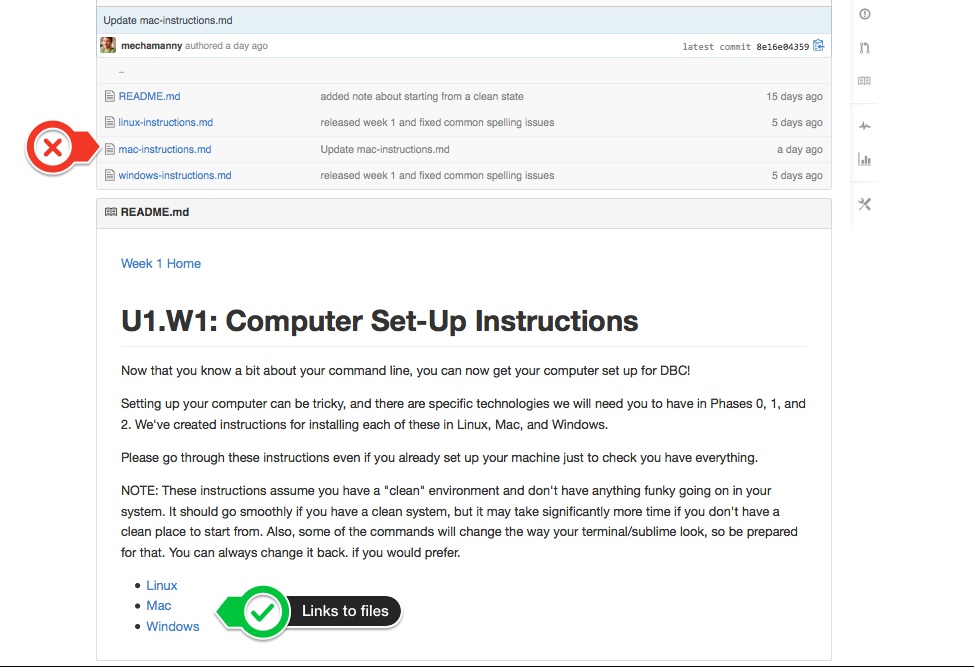 Update mac-instructions.md
mechamanny authored a day ago latest commit 8e16e04359
..
README.md added note about starting from a clean state 15 days ago
linux-instructions.md released week 1 and fixed common spelling issues 5 days ago
mac-instructions.md Update mac-instructions.md a day ago
windows-instructions.md released week 1 and fixed common spelling issues 5 days ago
README.md
Week 1 Home
U1.W1: Computer Set-Up Instructions
Now that you know a bit about your command line, you can now get your computer set up for DBC!
Setting up your computer can be tricky, and there are specific technologies we will need you to have in Phases 0, 1, and
2. We've created instructions for installing each of these in Linux, Mac, and Windows.
Please go through these instructions even if you already set up your machine just to check you have everything.
NOTE: These instructions assume you have a "clean" environment and don't have anything funky going on in your
system. It should go smoothly if you have a clean system, but it may take significantly more time if you don't have a
clean place to start from. Also, some of the commands will change the way your terminal/sublime look, so be prepared
for that. You can always change it back. if you would prefer.
Linux
Mac
Windows
Links to files